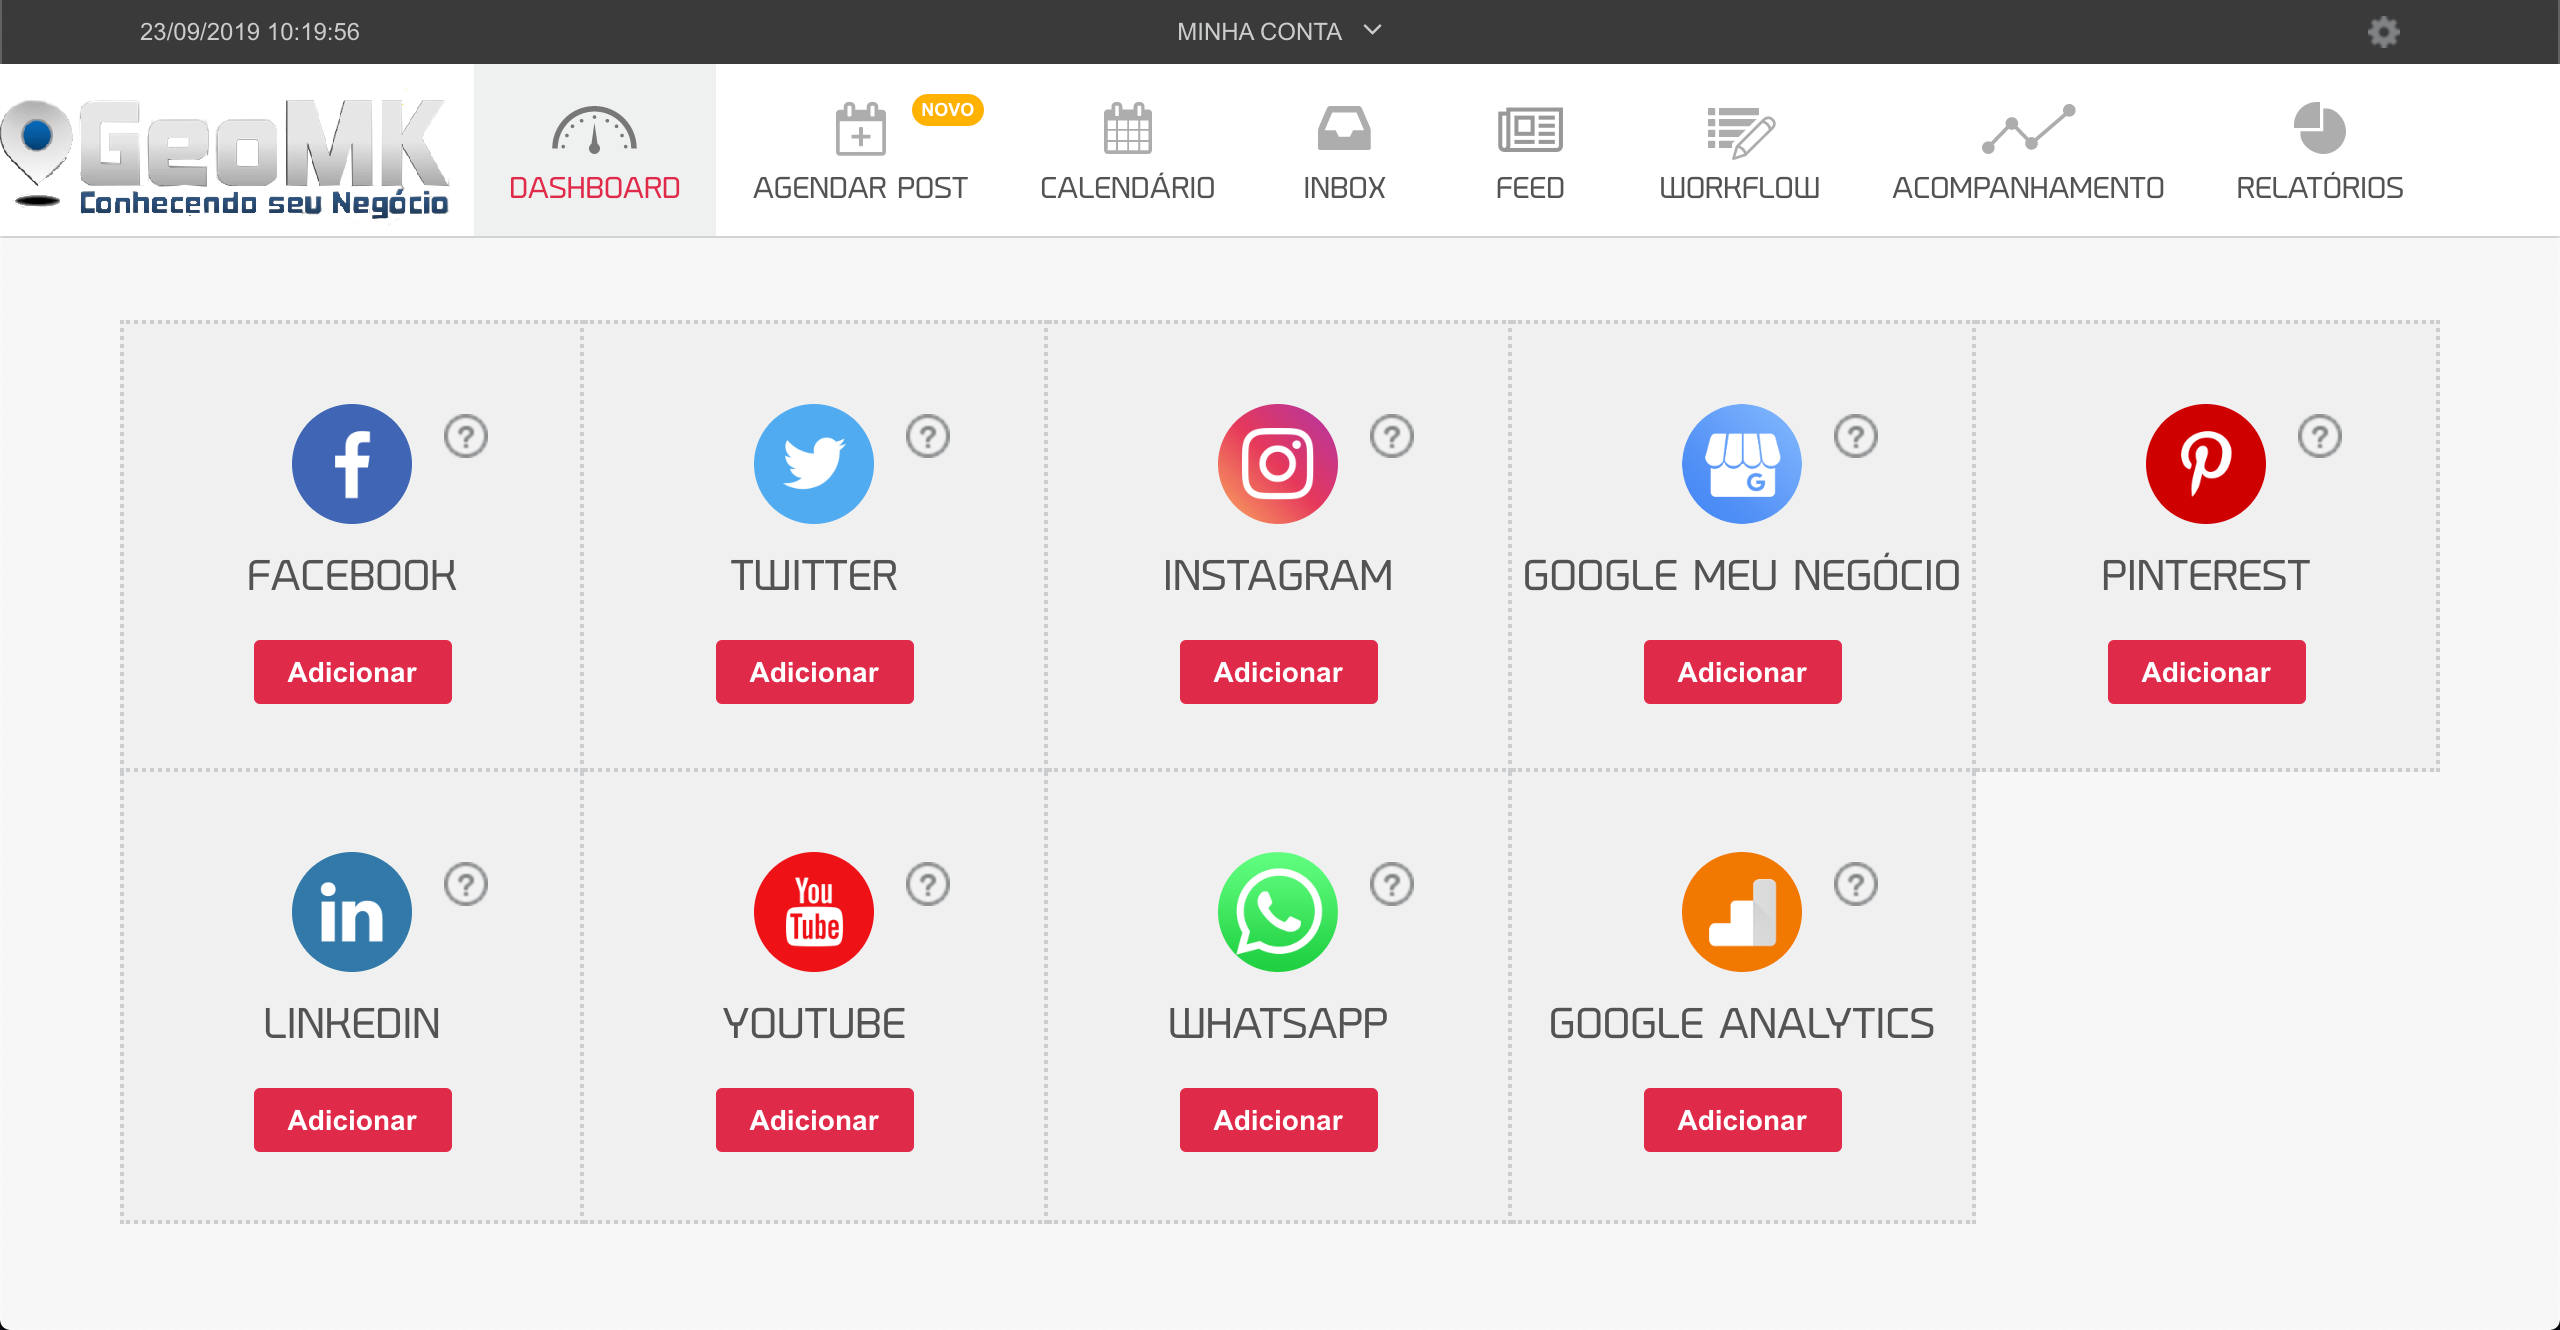 23/09/2019 10:19:56
MINHA CONTA
GeoMK
Conhecendo seu Negócio
DASHBOARD
AGENDAR POST
NOVO
CALENDÁRIO
INBOX
FEED
WORKFLOW
ACOMPANHAMENTO
RELATÓRIOS
?
?
?
G
?
?
FACEBOOK
TWITTER
INSTAGRAM
GOOGLE MEU NEGÓCIO
PINTEREST
Adicionar
Adicionar
Adicionar
Adicionar
Adicionar
in
?
You
Tube
?
?
?
LINKEDIN
YOUTUBE
WHATSAPP
GOOGLE ANALYTICS
Adicionar
Adicionar
Adicionar
Adicionar